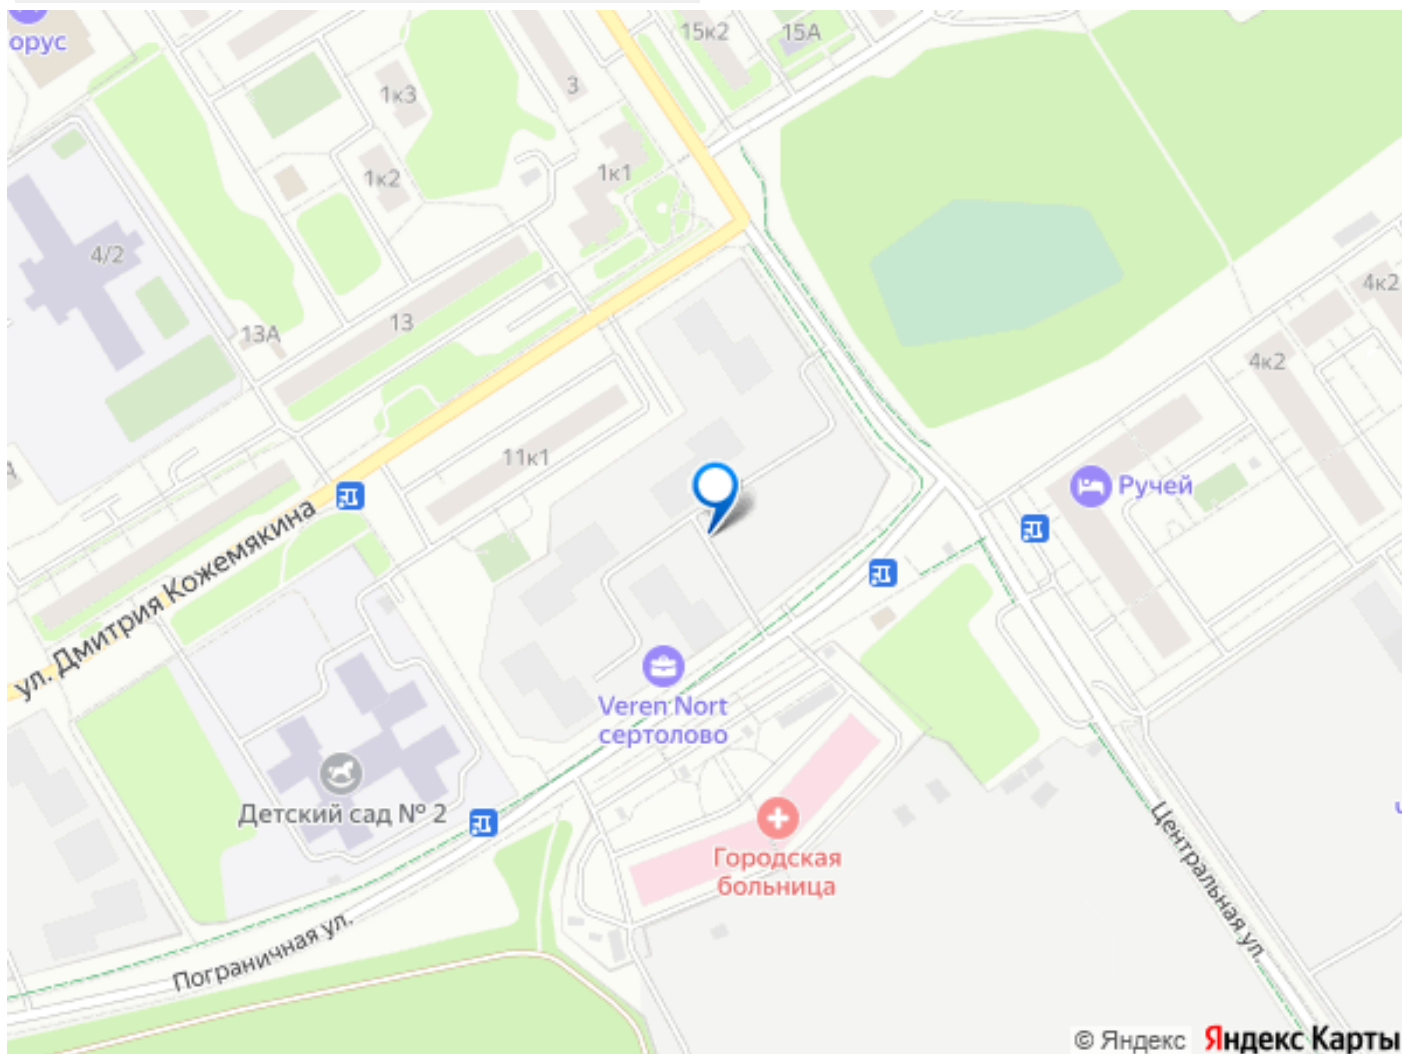 орус
15к2
15А
1к3
3
1к2
1к1
4/2
4к2
13А
13
4к2
11к1
Ручей
ул. Дмитрия Кожемякина
Veren Nort
сертолово
Детский сад № 2
Городская
больница
Центральная ул.
Пограничная ул.
© Яндекс Яндекс Карты